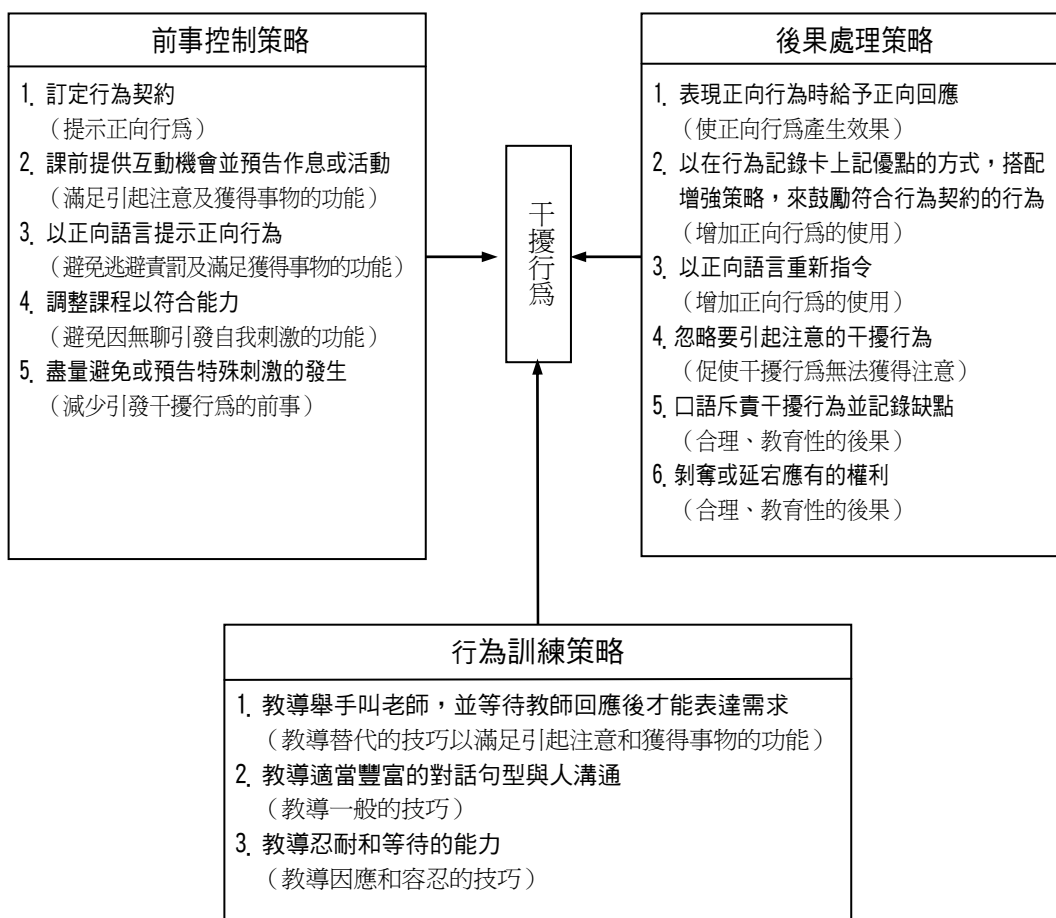 前事控制策略
1. 訂定行為契約
（提示正向行爲）
2. 課前提供互動機會並預告作息或活動
（滿足引起注意及獲得事物的功能）
3. 以正向語言提示正向行為
（避免逃避責罰及滿足獲得事物的功能）
4. 調整課程以符合能力
（避免因無聊引發自我刺激的功能）
5. 盡量避免或預告特殊刺激的發生
（減少引發干擾行爲的前事）
干擾行爲
後果處理策略
1. 表現正向行為時給予正向回應
（使正向行爲產生效果）
2. 以在行為記錄卡上記優點的方式，搭配
增強策略，來鼓勵符合行為契約的行為
（增加正向行爲的使用）
3. 以正向語言重新指令
（增加正向行爲的使用）
4. 忽略要引起注意的干擾行為
（促使干擾行爲無法獲得注意）
5. 口語斥責干擾行為並記錄缺點
（合理、教育性的後果）
6. 剝奪或延宕應有的權利
（合理、教育性的後果）
行為訓練策略
1. 教導舉手叫老師，並等待教師回應後才能表達需求
（教導替代的技巧以滿足引起注意和獲得事物的功能）
2. 教導適當豐富的對話句型與人溝通
（教導一般的技巧）
3. 教導忍耐和等待的能力
（教導因應和容忍的技巧）